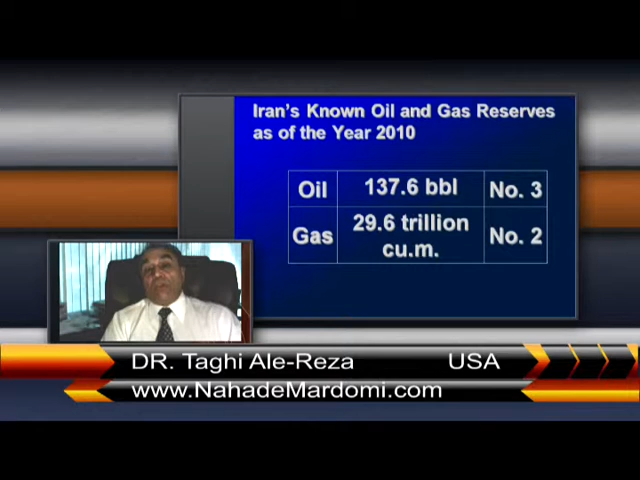 Iran's Known Oil and Gas Reserves
as of the Year 2010
Oil 137.6 bbl No. 3
Gas 29.6 trillion cu.m. No. 2
DR. Taghi Ale-Reza USA
www.NahadeMardomi.com